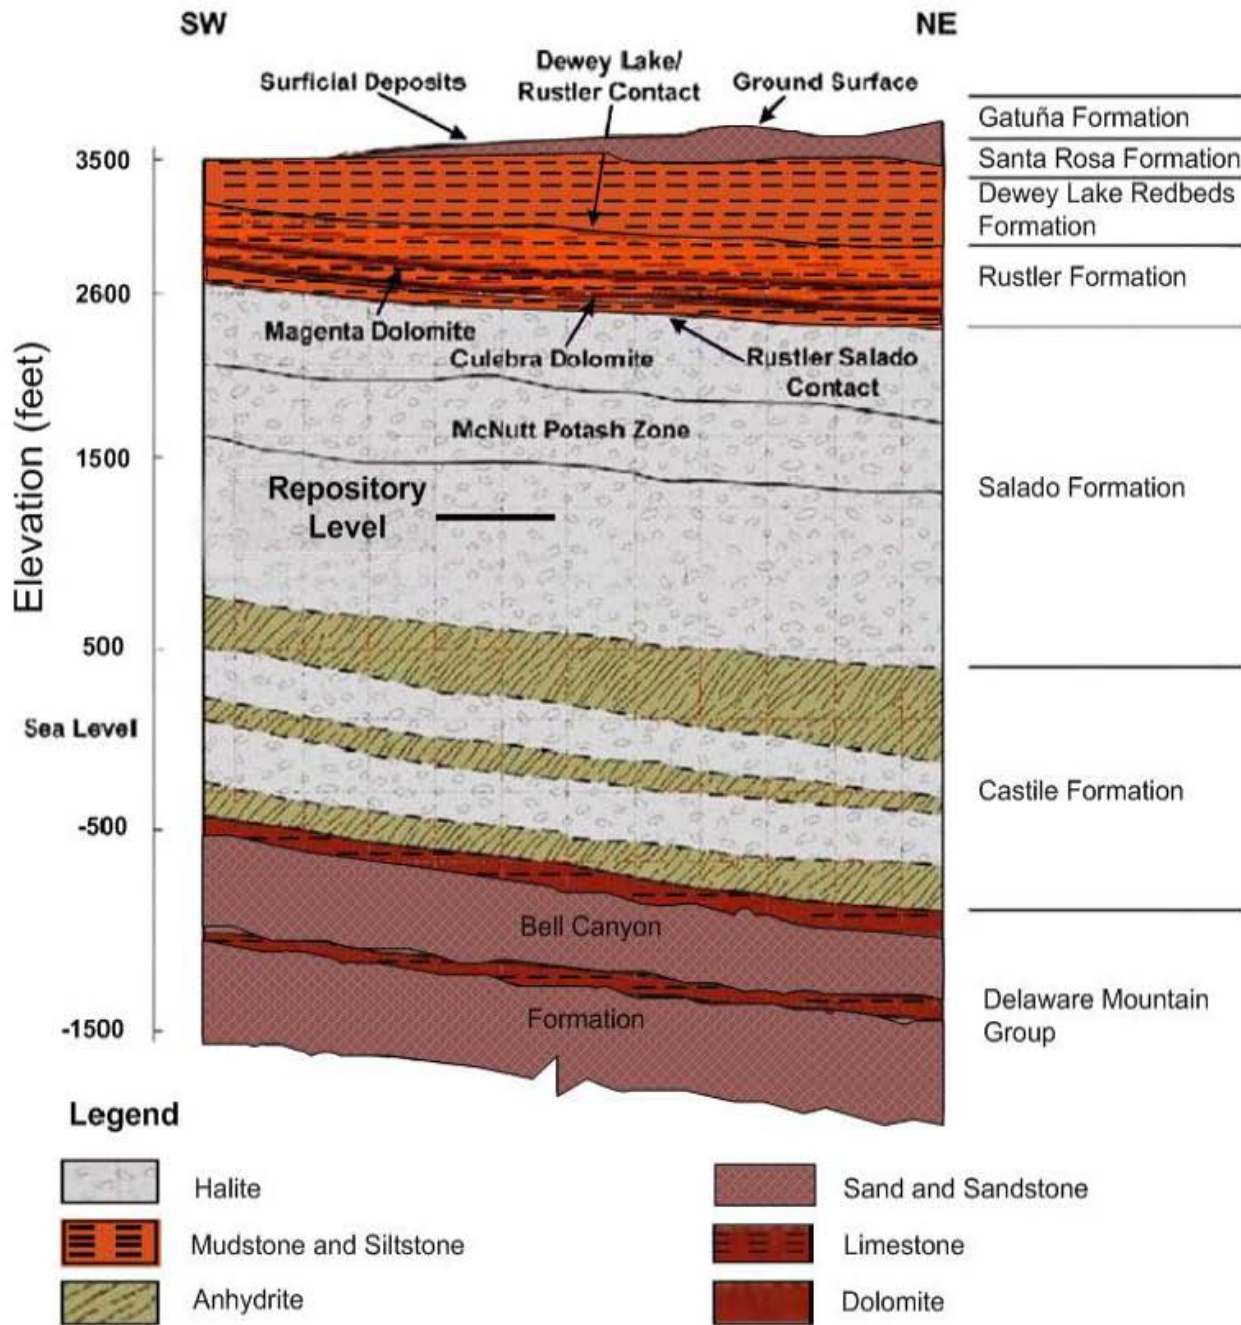 SW
NE
Surficial Deposits
Dewey Lake/
Rustler Contact
Ground Surface
Gatuña Formation
Santa Rosa Formation
Dewey Lake Redbeds
Formation
Rustler Formation
Salado Formation
Castile Formation
Delaware Mountain
Group
Elevation (feet)
3500
2600
1500
500
Sea Level
-500
-1500
Magenta Dolomite
Culebra Dolomite
Rustler Salado
Contact
McNutt Potash Zone
Repository
Level
Bell Canyon
Formation
Legend
Halite
Mudstone and Siltstone
Anhydrite
Sand and Sandstone
Limestone
Dolomite